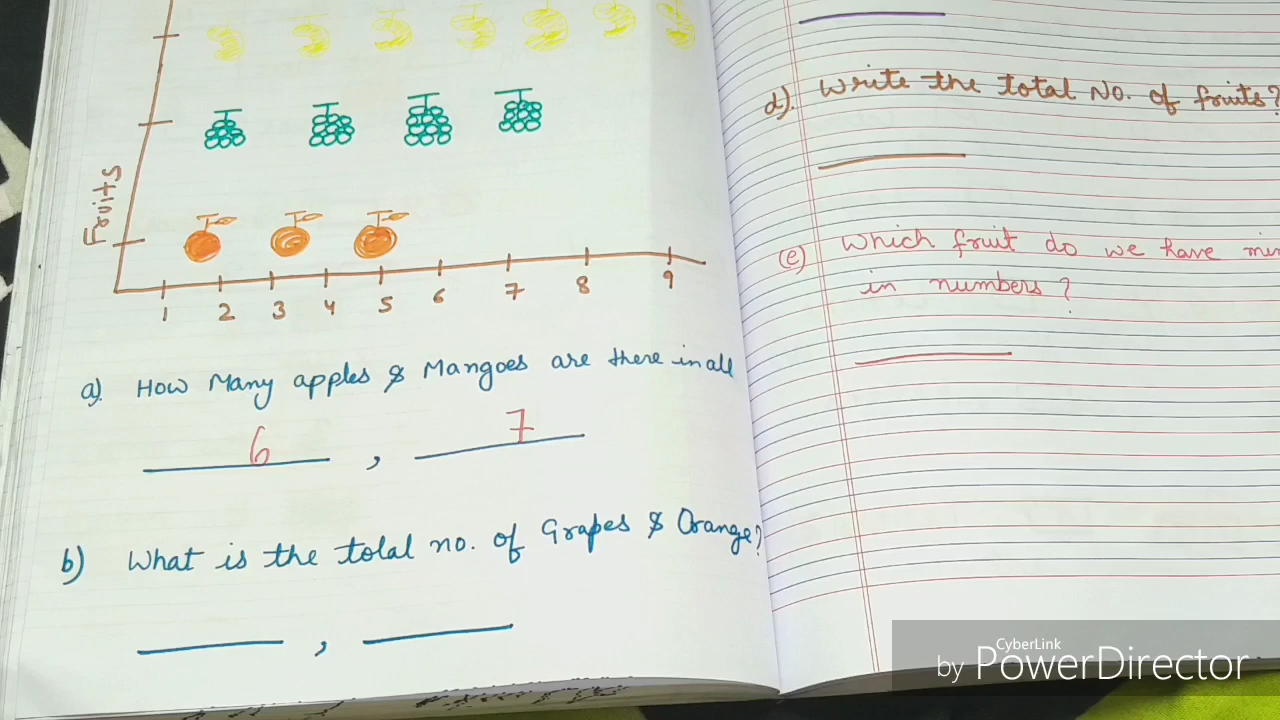 Fruits
1 2 3 4 5 6 7 8 9
a). How Many apples & Mangoes are there in all
6 , 7
b) What is the total no. of Grapes & Orange?
,
d). Write the total No. of fruits?
(e) Which fruit do we have
in numbers ?
CyberLink
by PowerDirector